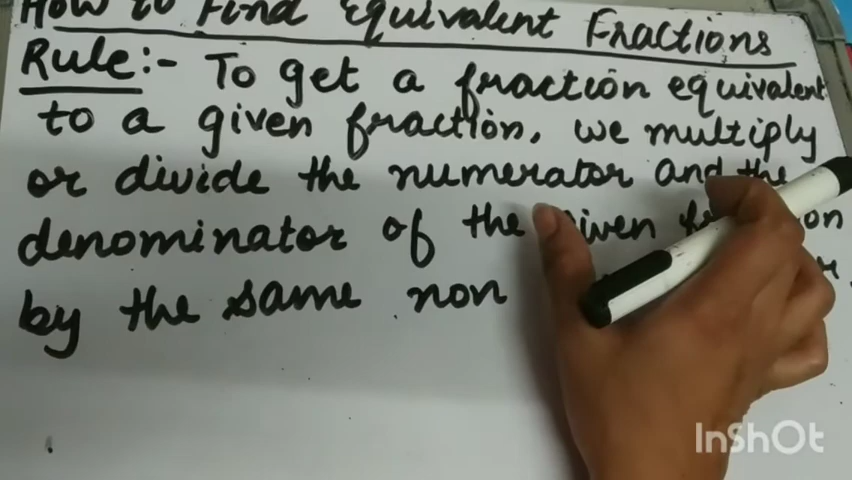 How to Find Equivalent Fractions
Rule:- To get a fraction equivalent
to a given fraction, we multiply
or divide the numerator and the
denominator of the given
by the same non
InShOt